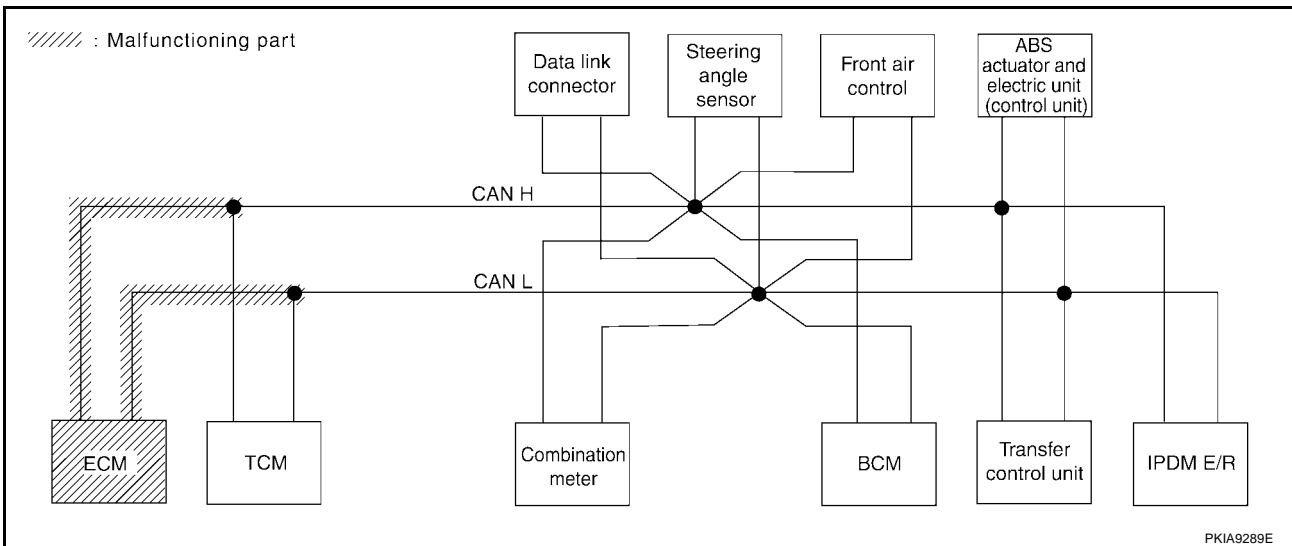 : Malfunctioning part
Data link
connector
Steering
angle
sensor
Front air
control
ABS
actuator and
electric unit
(control unit)
CAN H
CAN L
ECM
TCM
Combination
meter
BCM
Transfer
control unit
IPDM E/R
PKIA9289E